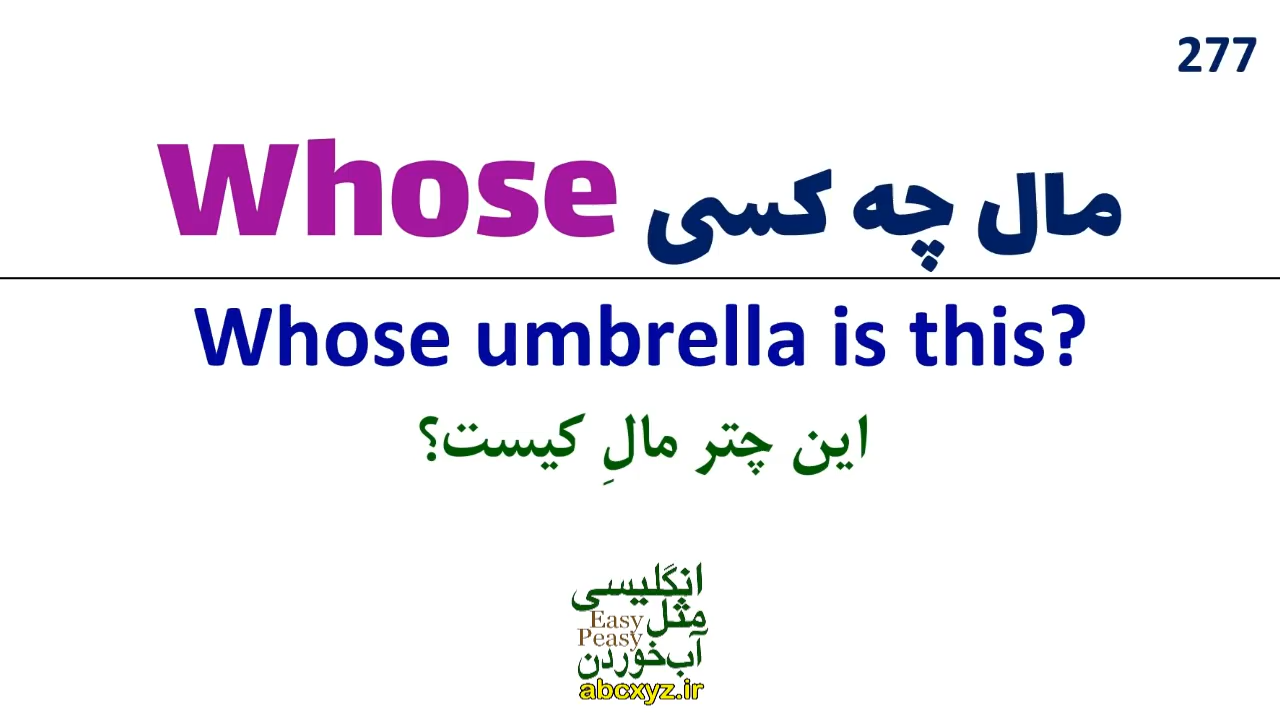 277
Whose مال چه کسی
Whose umbrella is this?
این چتر مالِ کیست؟
انگلیسی
مثل
Easy
Peasy
آب‌خوردن
abcxyz.ir